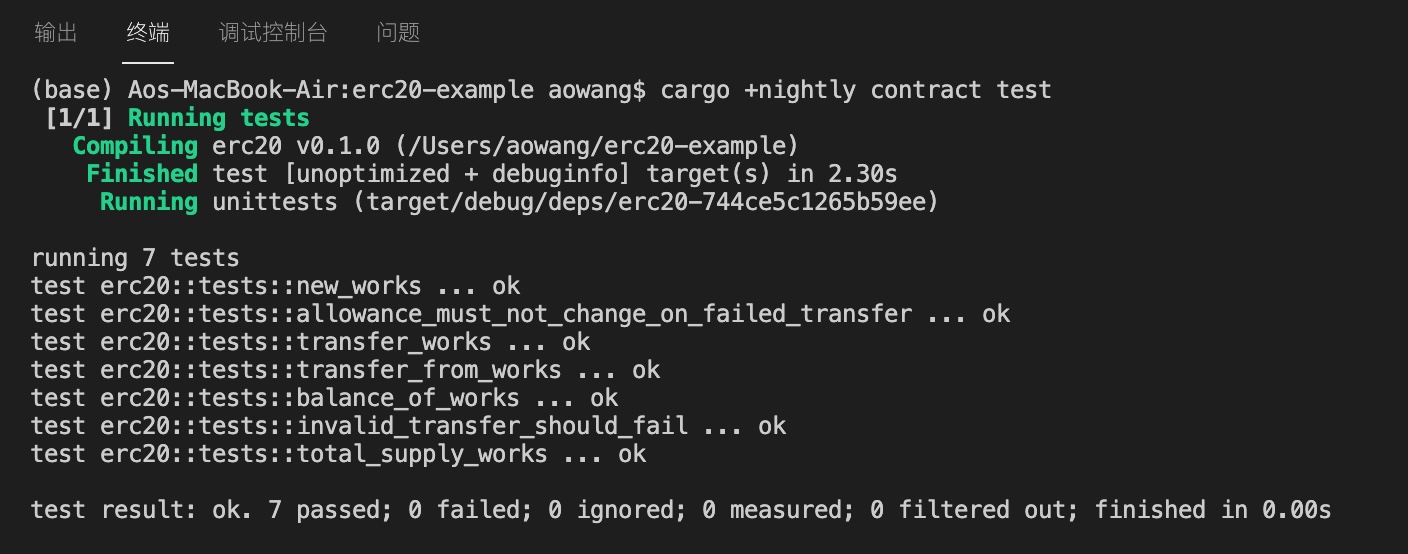 输出 终端 调试控制台 问题
(base) Aos-MacBook-Air:erc20-example aowang$ cargo +nightly contract test
[1/1] Running tests
Compiling erc20 v0.1.0 (/Users/aowang/erc20-example)
Finished test [unoptimized + debuginfo] target(s) in 2.30s
Running unittests (target/debug/deps/erc20-744ce5c1265b59ee)
running 7 tests
test erc20::tests::new_works ... ok
test erc20::tests::allowance_must_not_change_on_failed_transfer ... ok
test erc20::tests::transfer_works ... ok
test erc20::tests::transfer_from_works ... ok
test erc20::tests::balance_of_works ... ok
test erc20::tests::invalid_transfer_should_fail ... ok
test erc20::tests::total_supply_works ... ok
test result: ok. 7 passed; 0 failed; 0 ignored; 0 measured; 0 filtered out; finished in 0.00s